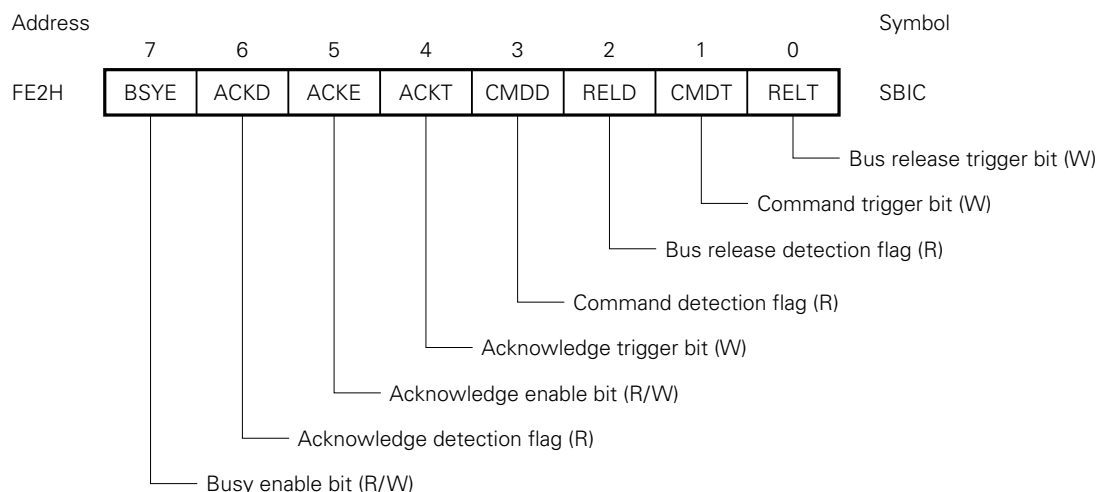 Address Symbol
7 6 5 4 3 2 1 0
FE2H BSYE ACKD ACKE ACKT CMDD RELD CMDT RELT SBIC
Bus release trigger bit (W)
Command trigger bit (W)
Bus release detection flag (R)
Command detection flag (R)
Acknowledge trigger bit (W)
Acknowledge enable bit (R/W)
Acknowledge detection flag (R)
Busy enable bit (R/W)